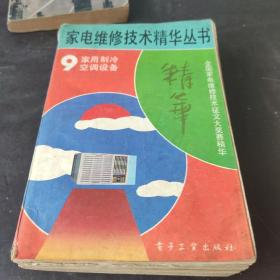 家电维修技术精华丛书
9 家用制冷
空调设备
精华
全国家电维修技术征文大奖赛精华
电子工业出版社